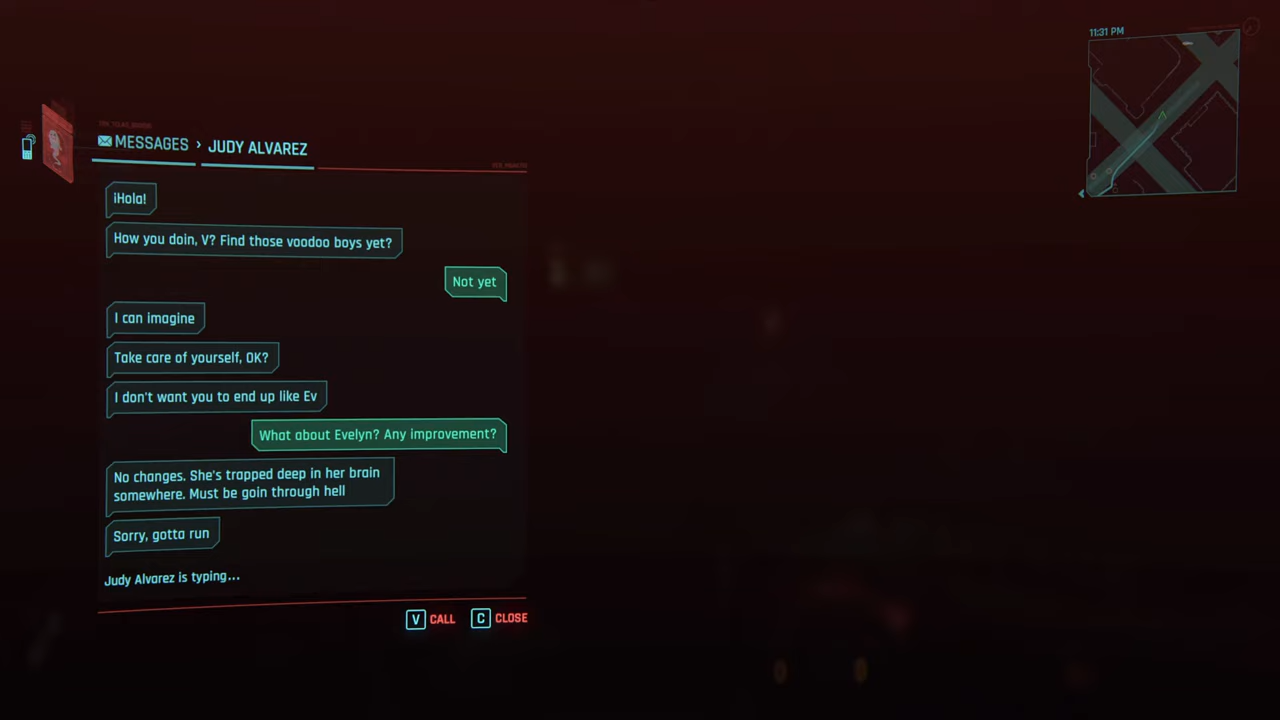 11:31 PM
MESSAGES › JUDY ALVAREZ
¡Hola!
How you doin, V? Find those voodoo boys yet?
Not yet
I can imagine
Take care of yourself, OK?
I don't want you to end up like Ev
What about Evelyn? Any improvement?
No changes. She's trapped deep in her brain
somewhere. Must be goin through hell
Sorry, gotta run
Judy Alvarez is typing...
V CALL C CLOSE